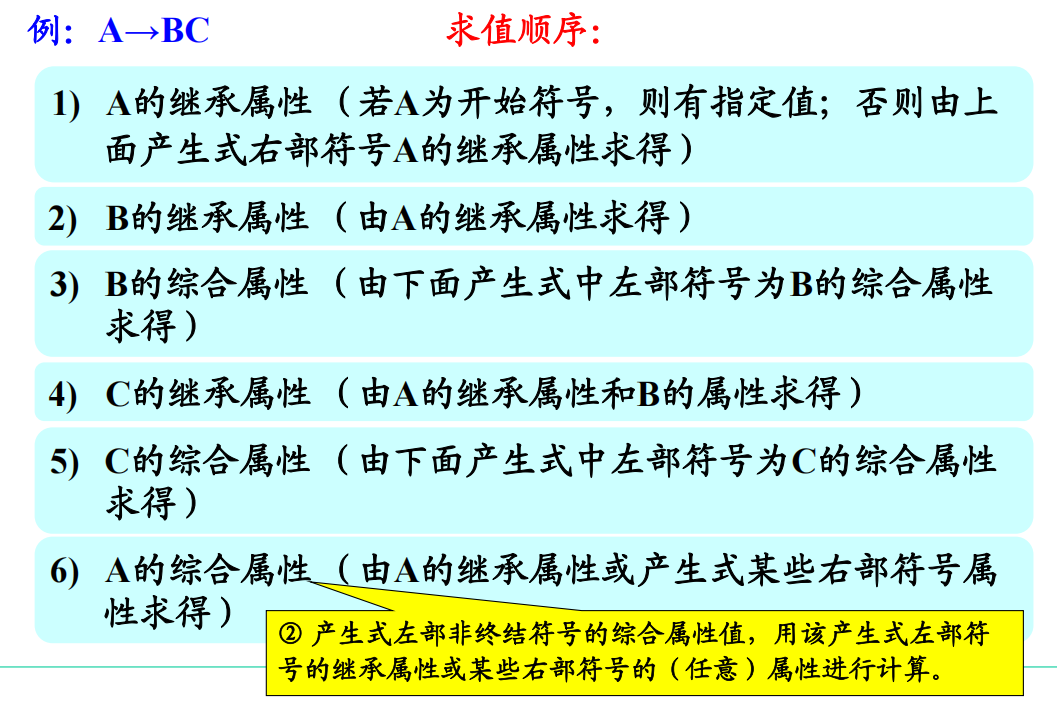 例：A→BC
求值顺序：
1) A的继承属性（若A为开始符号，则有指定值；否则由上
面产生式右部符号A的继承属性求得）
2) B的继承属性（由A的继承属性求得）
3) B的综合属性（由下面产生式中左部符号为B的综合属性
求得）
4) C的继承属性（由A的继承属性和B的属性求得）
5) C的综合属性（由下面产生式中左部符号为C的综合属性
求得）
6) A的综合属性（由A的继承属性或产生式某些右部符号属
性求得）
② 产生式左部非终结符号的综合属性值，用该产生式左部符
号的继承属性或某些右部符号的（任意）属性进行计算。